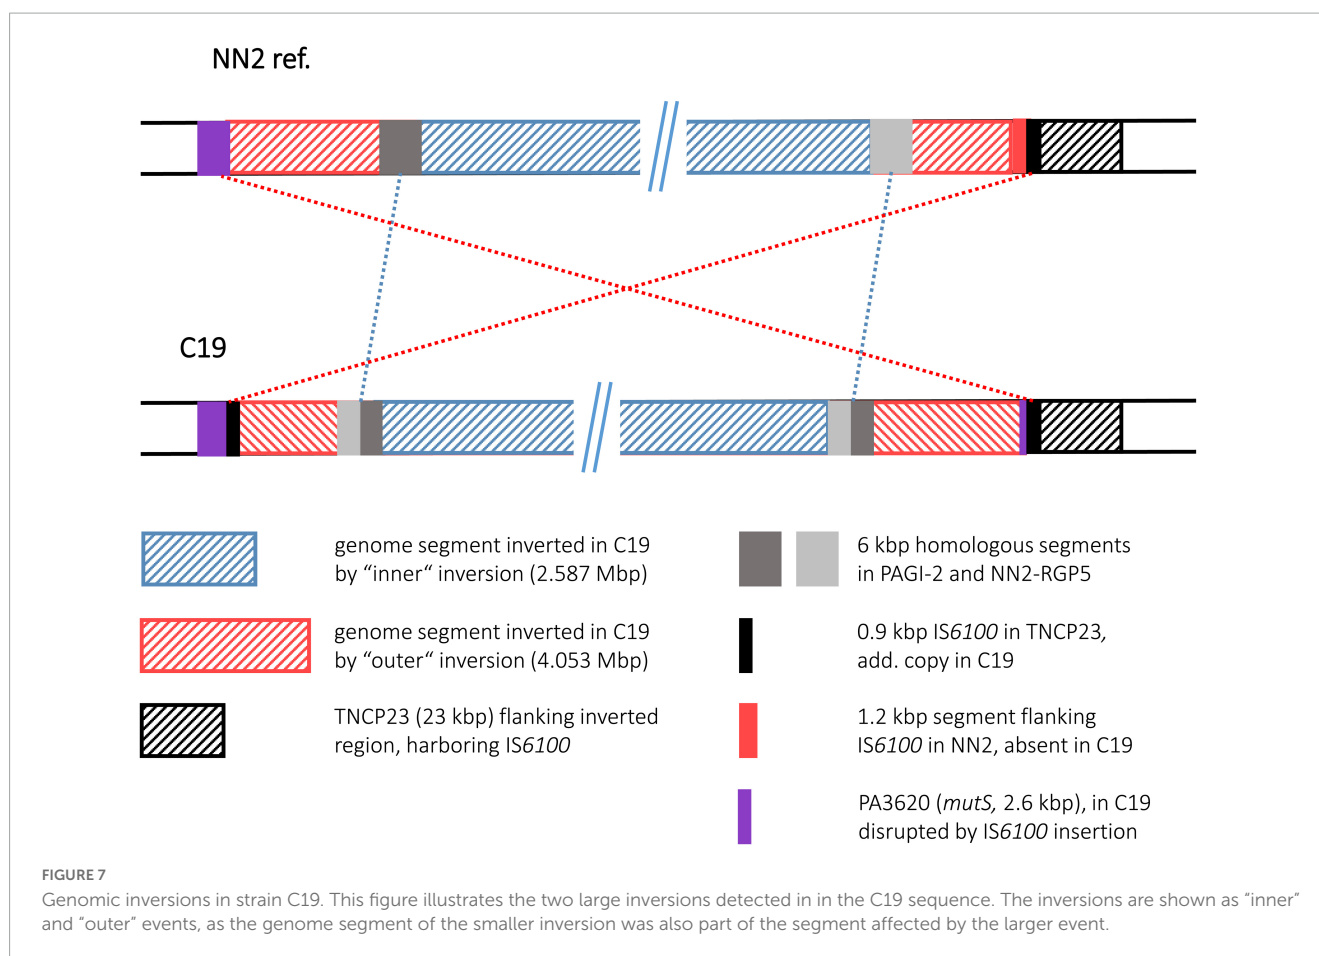 NN2 ref.
C19
genome segment inverted in C19
by “inner“ inversion (2.587 Mbp)
genome segment inverted in C19
by “outer“ inversion (4.053 Mbp)
TNCP23 (23 kbp) flanking inverted
region, harboring IS6100
6 kbp homologous segments
in PAGI-2 and NN2-RGP5
0.9 kbp IS6100 in TNCP23,
add. copy in C19
1.2 kbp segment flanking
IS6100 in NN2, absent in C19
PA3620 (mutS, 2.6 kbp), in C19
disrupted by IS6100 insertion
FIGURE 7
Genomic inversions in strain C19. This figure illustrates the two large inversions detected in in the C19 sequence. The inversions are shown as “inner”
and “outer” events, as the genome segment of the smaller inversion was also part of the segment affected by the larger event.